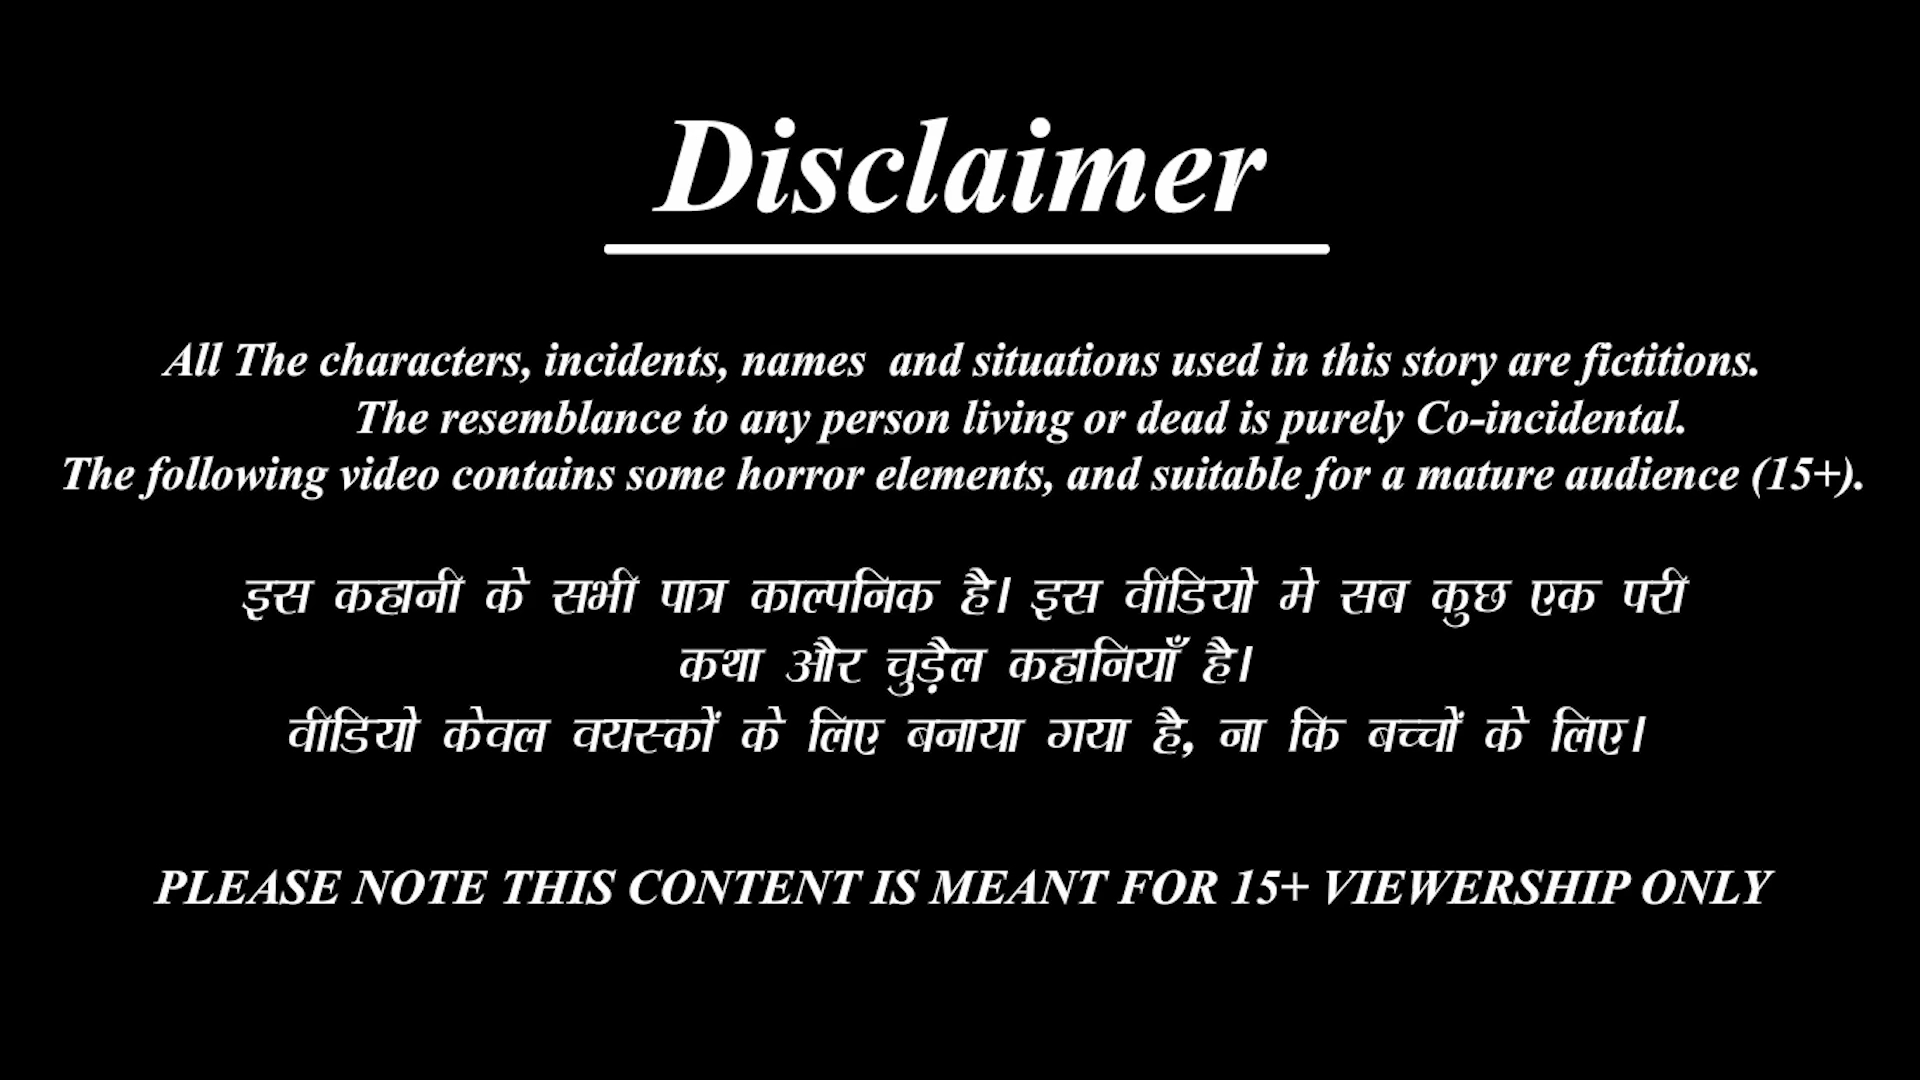 Disclaimer
All The characters, incidents, names and situations used in this story are fictitions.
The resemblance to any person living or dead is purely Co-incidental.
The following video contains some horror elements, and suitable for a mature audience (15+).
इस कहानी के सभी पात्र काल्पनिक है। इस वीडियो मे सब कुछ एक परी
कथा और चुड़ैल कहानियाँ है।
वीडियो केवल वयस्कों के लिए बनाया गया है, ना कि बच्चों के लिए।
PLEASE NOTE THIS CONTENT IS MEANT FOR 15+ VIEWERSHIP ONLY